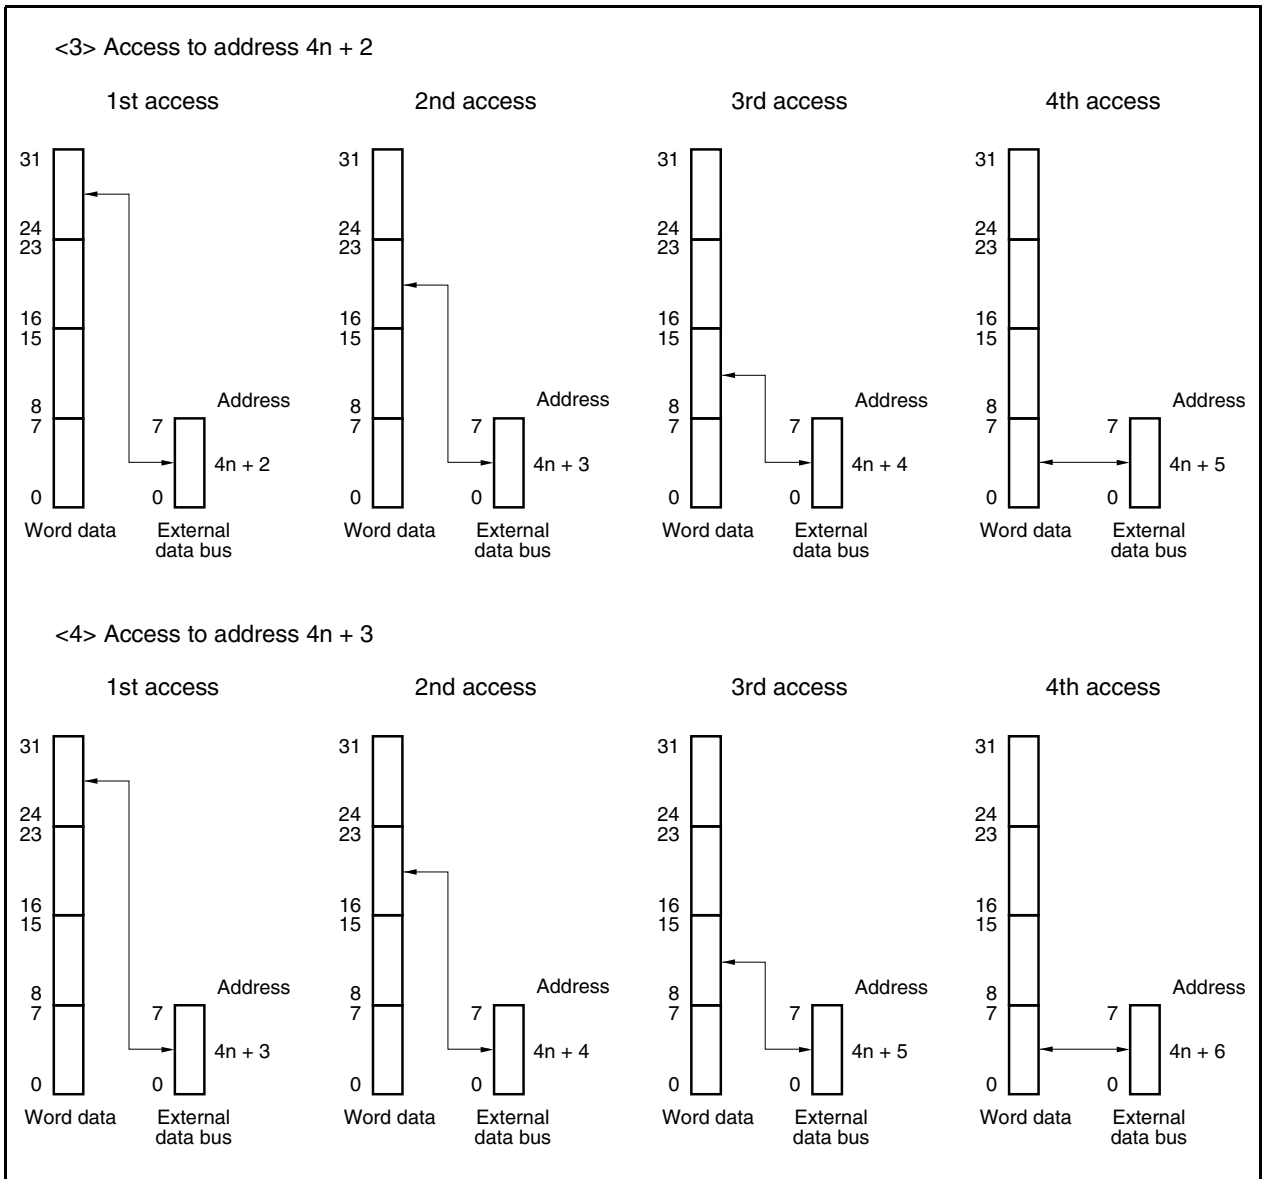 <3> Access to address 4n + 2
1st access 2nd access 3rd access 4th access
31 31 31 31
24 24 24 24
23 23 23 23
16 16 16 16
15 15 15 15
Address Address Address Address
8 8 8 8
7 7 7 7 7 7 7 7
4n + 2 4n + 3 4n + 4 4n + 5
0 0 0 0 0 0 0 0
Word data External Word data External Word data External Word data External
data bus data bus data bus data bus
<4> Access to address 4n + 3
1st access 2nd access 3rd access 4th access
31 31 31 31
24 24 24 24
23 23 23 23
16 16 16 16
15 15 15 15
Address Address Address Address
8 8 8 8
7 7 7 7 7 7 7 7
4n + 3 4n + 4 4n + 5 4n + 6
0 0 0 0 0 0 0 0
Word data External Word data External Word data External Word data External
data bus data bus data bus data bus